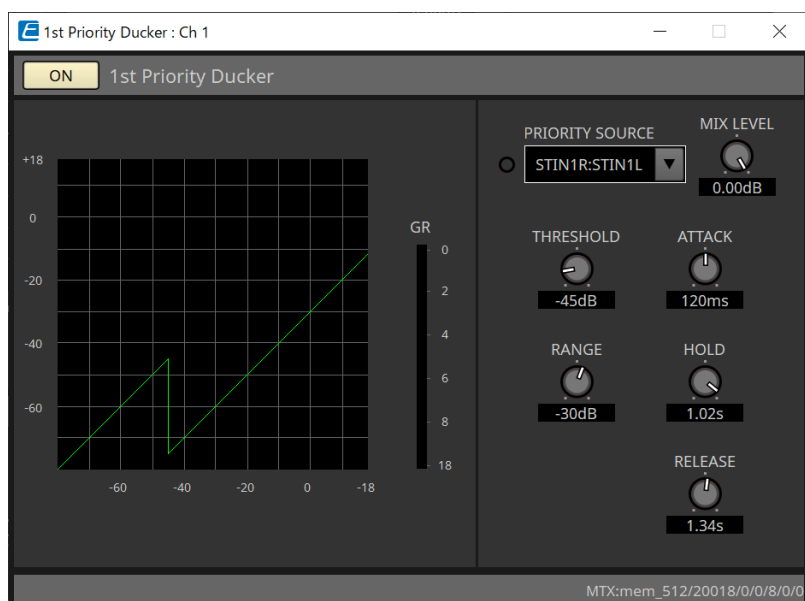 1st Priority Ducker : Ch 1
ON 1st Priority Ducker
PRIORITY SOURCE
MIX LEVEL
STIN1R:STIN1L
0.00dB
THRESHOLD
ATTACK
-45dB
120ms
RANGE
HOLD
-30dB
1.02s
RELEASE
1.34s
+18
0
-20
-40
-60
-60 -40 -20 0 -18
GR
0
2
4
6
8
18
MTX:mem_512/20018/0/0/8/0/0